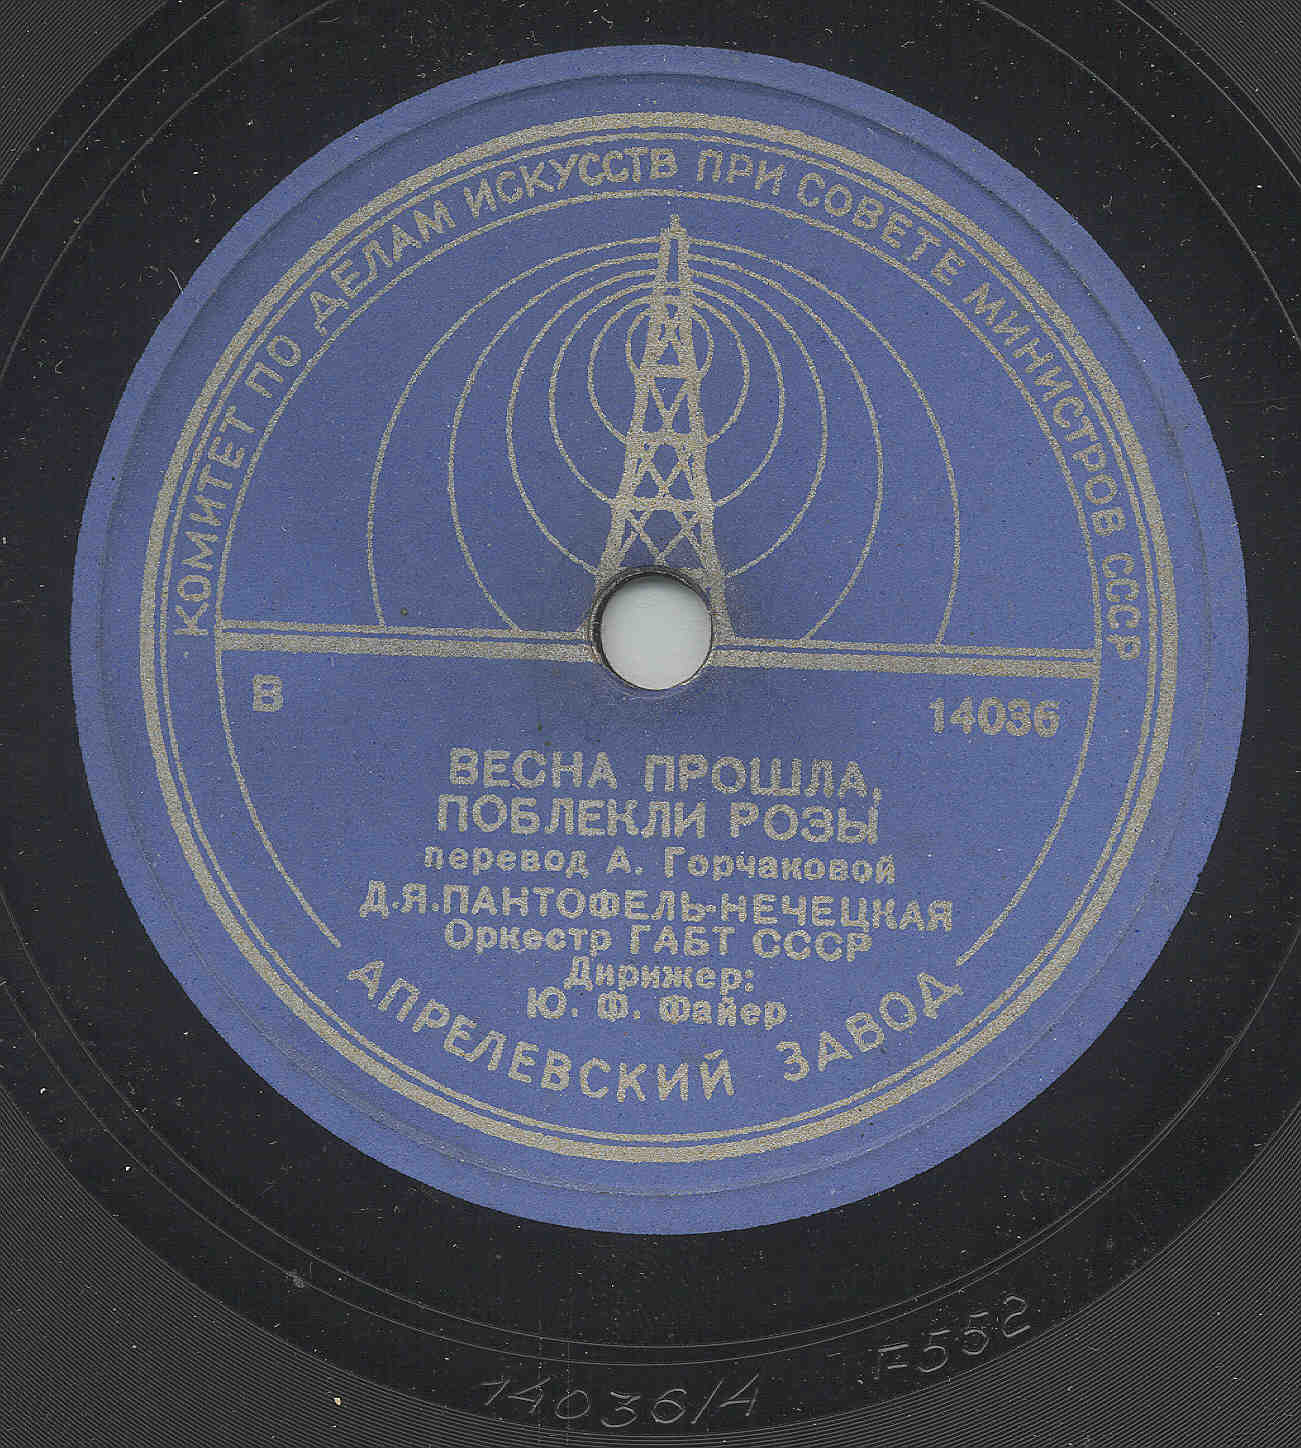 КОМИТЕТ ПО ДЕЛАМ ИСКУССТВ ПРИ СОВЕТЕ МИНИСТРОВ СССР
В 14036
ВЕСНА ПРОШЛА,
ПОБЛЕКЛИ РОЗЫ
перевод А. Горчаковой
Д.Я.ПАНТОФЕЛЬ-НЕЧЕЦКАЯ
Оркестр ГАБТ СССР
Дирижер:
Ю. Ф. Файер
АПРЕЛЕВСКИЙ ЗАВОД
14036/4 F552